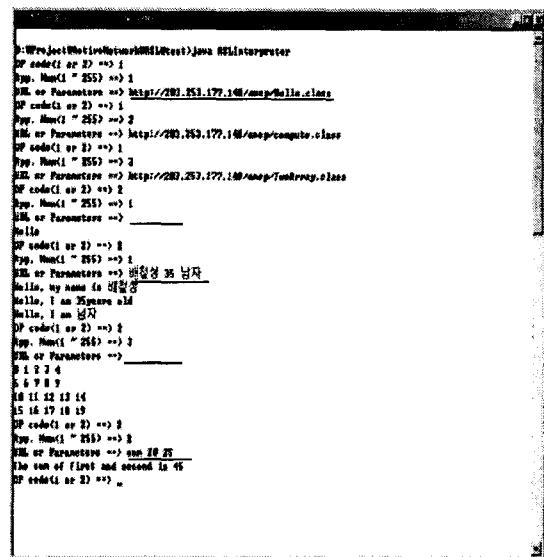 D:\Project\ActiveNetwork\ASL\test>java ASLinterpreter
OP code(1 or 2) ==> 1
App. Num(1 ~ 255) ==> 1
URL or Parameters ==> http://203.253.177.148/anep/Hello.class
OP code(1 or 2) ==> 1
App. Num(1 ~ 255) ==> 2
URL or Parameters ==> http://203.253.177.148/anep/compute.class
OP code(1 or 2) ==> 1
App. Num(1 ~ 255) ==> 3
URL or Parameters ==> http://203.253.177.148/anep/TwoArray.class
OP code(1 or 2) ==> 2
App. Num(1 ~ 255) ==> 1
URL or Parameters ==>
Hello
OP code(1 or 2) ==> 2
App. Num(1 ~ 255) ==> 1
URL or Parameters ==> 배철성 35 남자
Hello, my name is 배철성
Hello, I am 35years old
Hello, I am 남자
OP code(1 or 2) ==> 2
App. Num(1 ~ 255) ==> 3
URL or Parameters ==>
0 1 2 3 4
5 6 7 8 9
10 11 12 13 14
15 16 17 18 19
OP code(1 or 2) ==> 2
App. Num(1 ~ 255) ==> 2
URL or Parameters ==> sum 20 25
The sum of first and second is 45
OP code(1 or 2) ==> _